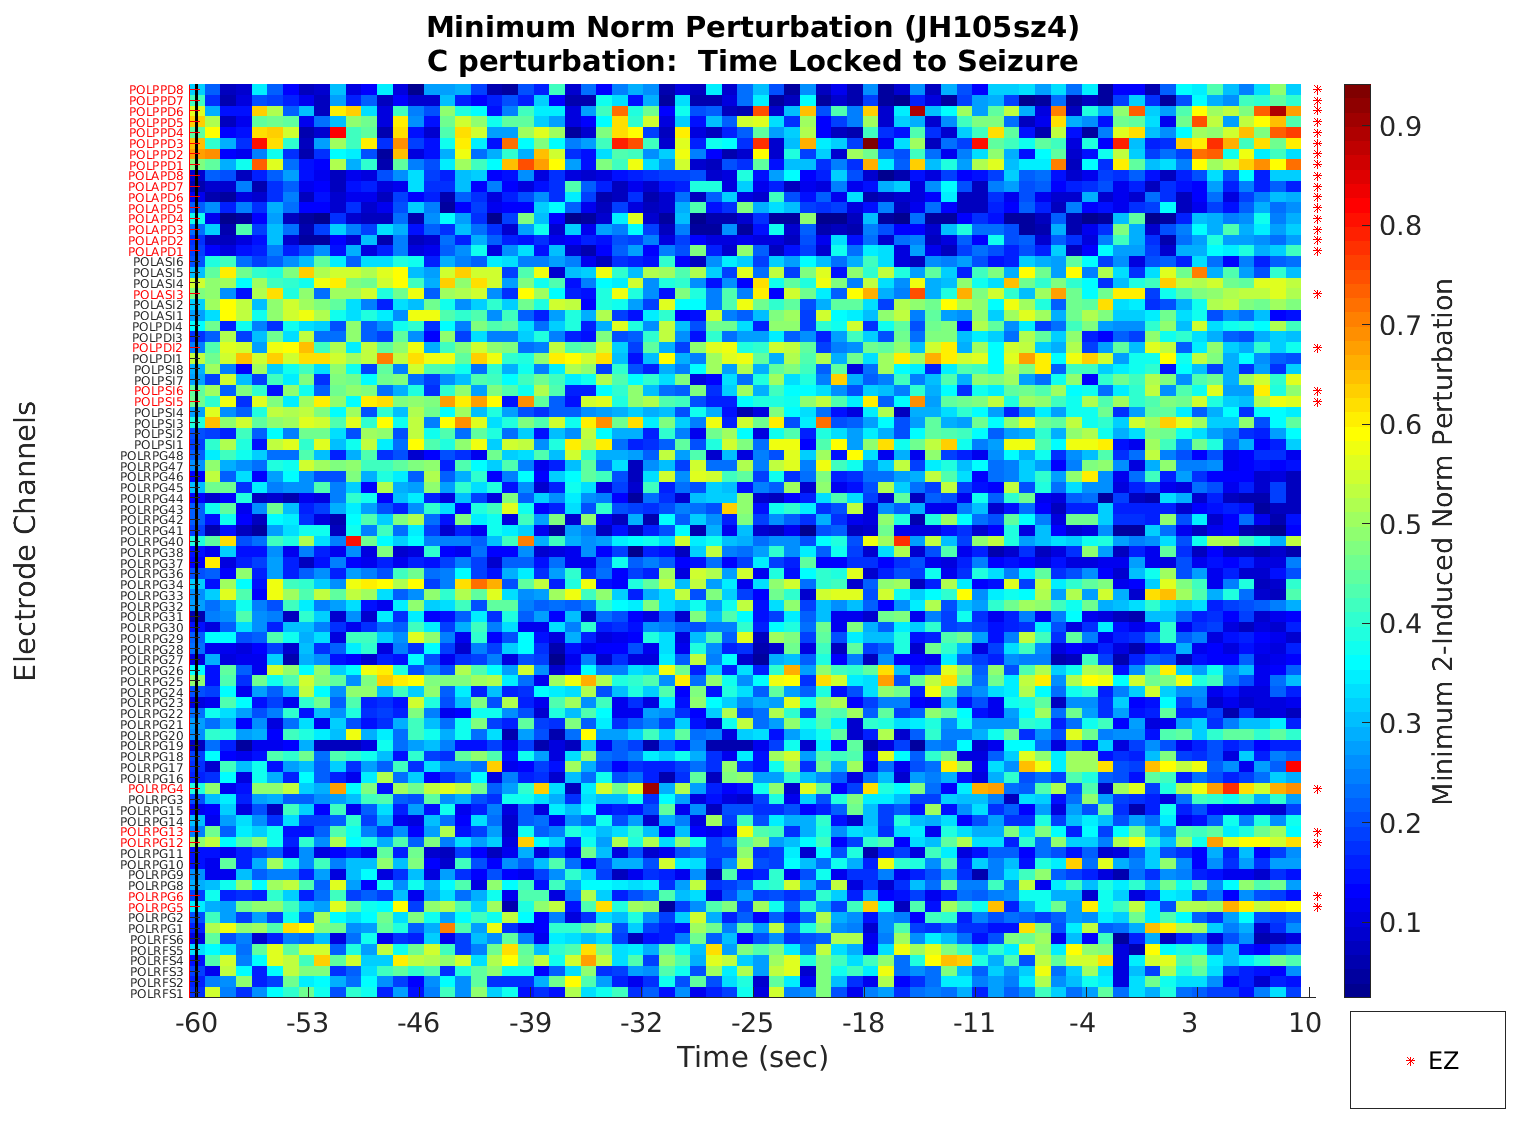 Minimum Norm Perturbation (JH105sz4)
C perturbation:  Time Locked to Seizure
Electrode Channels
POLPPD8
POLPPD7
POLPPD6
POLPPD5
POLPPD4
POLPPD3
POLPPD2
POLPPD1
POLAPD8
POLAPD7
POLAPD6
POLAPD5
POLAPD4
POLAPD3
POLAPD2
POLAPD1
POLASI6
POLASI5
POLASI4
POLASI3
POLASI2
POLASI1
POLPDI4
POLPDI3
POLPDI2
POLPDI1
POLPSI8
POLPSI7
POLPSI6
POLPSI5
POLPSI4
POLPSI3
POLPSI2
POLPSI1
POLRPG48
POLRPG47
POLRPG46
POLRPG45
POLRPG44
POLRPG43
POLRPG42
POLRPG41
POLRPG40
POLRPG38
POLRPG37
POLRPG36
POLRPG34
POLRPG33
POLRPG32
POLRPG31
POLRPG30
POLRPG29
POLRPG28
POLRPG27
POLRPG26
POLRPG25
POLRPG24
POLRPG23
POLRPG22
POLRPG21
POLRPG20
POLRPG19
POLRPG18
POLRPG17
POLRPG16
POLRPG4
POLRPG3
POLRPG15
POLRPG14
POLRPG13
POLRPG12
POLRPG11
POLRPG10
POLRPG9
POLRPG8
POLRPG6
POLRPG5
POLRPG2
POLRPG1
POLRFS6
POLRFS5
POLRFS4
POLRFS3
POLRFS2
POLRFS1
-60 -53 -46 -39 -32 -25 -18 -11 -4 3 10
Time (sec)
0.9
0.8
0.7
0.6
0.5
0.4
0.3
0.2
0.1
Minimum 2-Induced Norm Perturbation
EZ